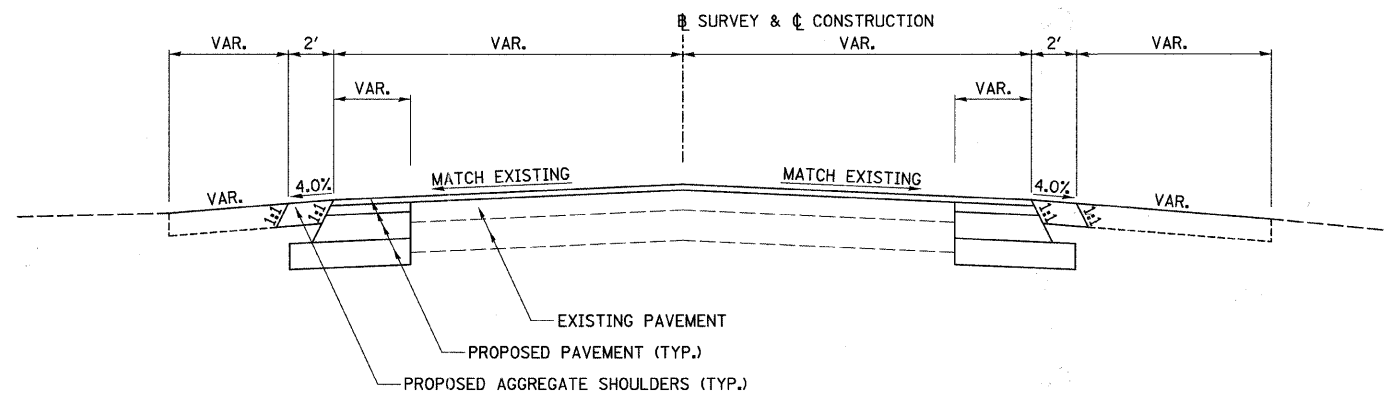 ℄ SURVEY & ℄ CONSTRUCTION
VAR. 2' VAR. VAR. 2' VAR.
VAR. VAR.
VAR. 4.0% MATCH EXISTING MATCH EXISTING 4.0% VAR.
1:1 1:1 1:1 1:1
EXISTING PAVEMENT
PROPOSED PAVEMENT (TYP.)
PROPOSED AGGREGATE SHOULDERS (TYP.)